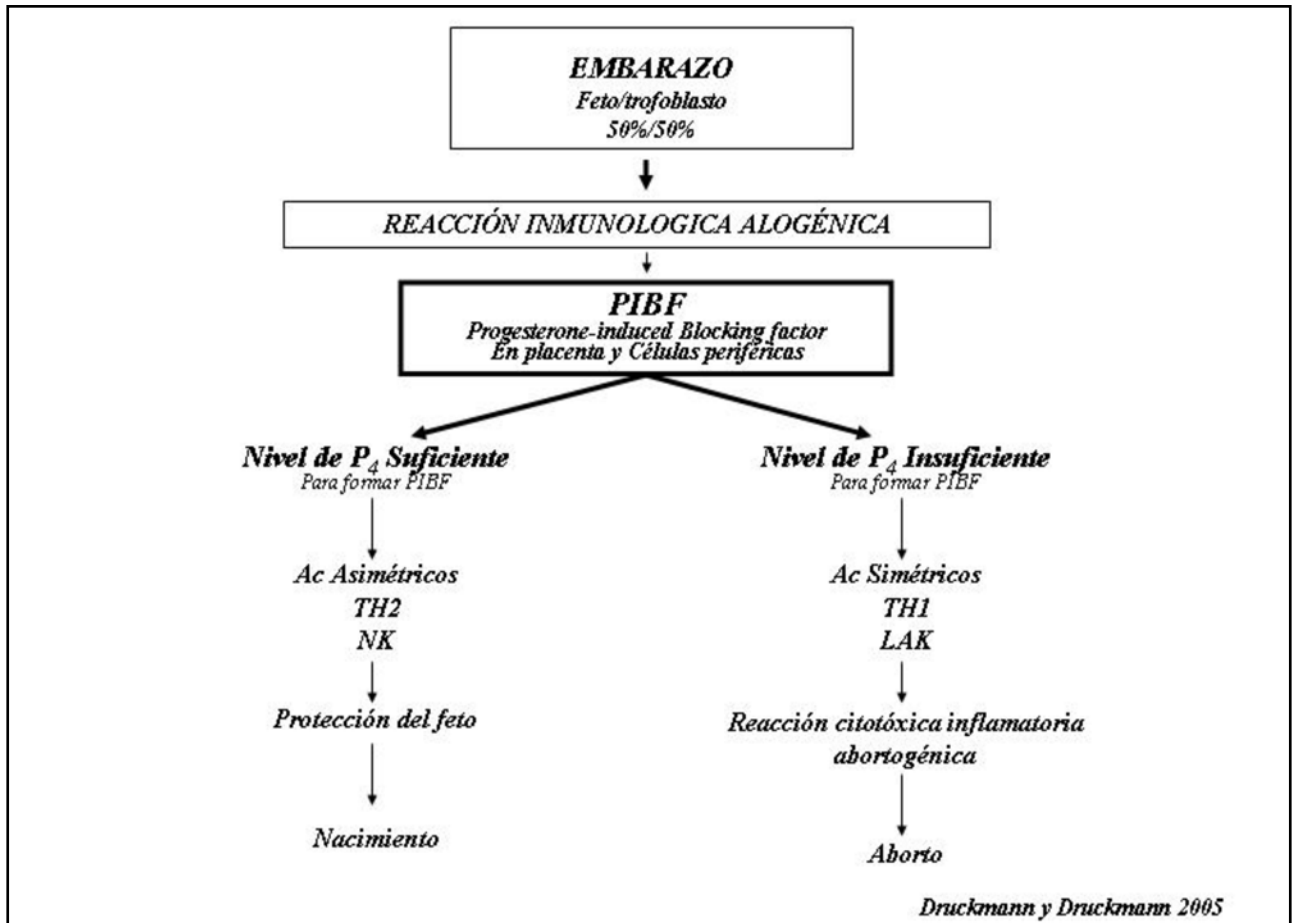 EMBARAZO
Feto/trofoblasto
50%/50%
REACCIÓN INMUNOLOGICA ALOGÉNICA
PIBF
Progesterone-induced Blocking factor
En placenta y Células periféricas
Nivel de P4 Suficiente
Para formar PIBF
Ac Asimétricos
TH2
NK
Protección del feto
Nacimiento
Nivel de P4 Insuficiente
Para formar PIBF
Ac Simétricos
TH1
LAK
Reacción citotóxica inflamatoria
abortogénica
Aborto
Druckmann y Druckmann 2005